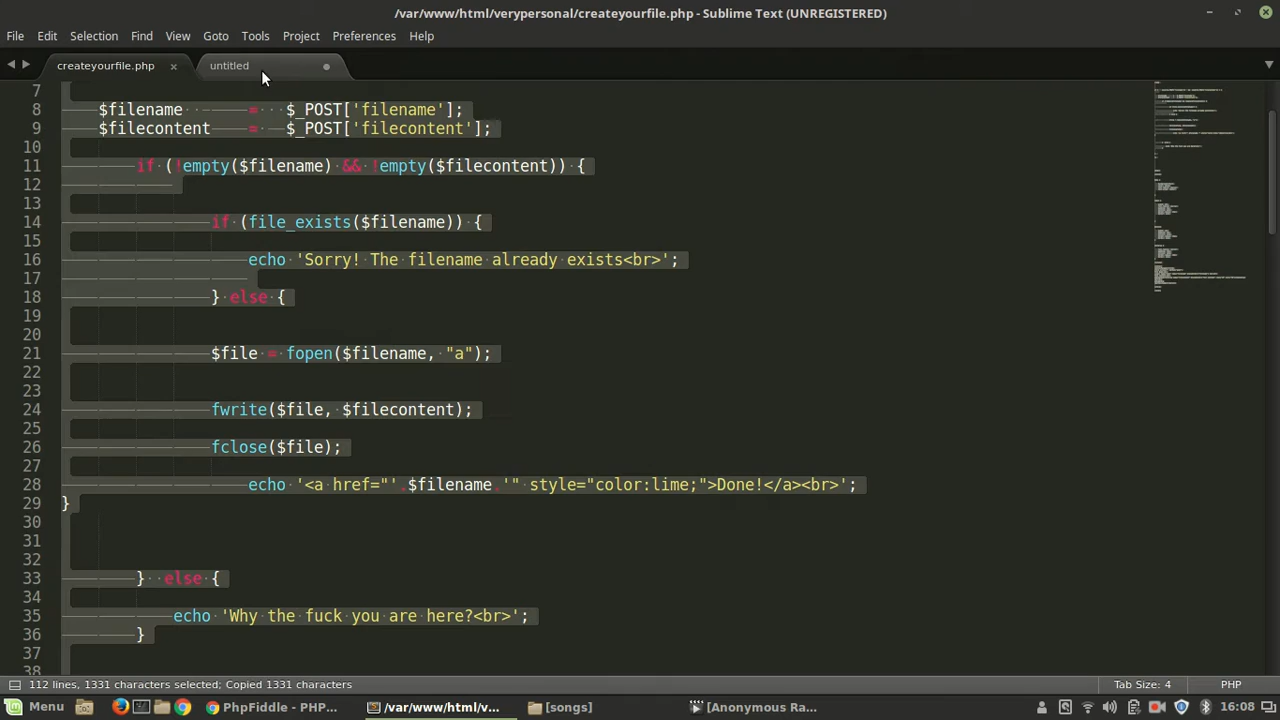 /var/www/html/verypersonal/createyourfile.php - Sublime Text (UNREGISTERED)
File Edit Selection Find View Goto Tools Project Preferences Help
createyourfile.php × untitled
7
8 $filename = $_POST['filename'];
9 $filecontent = $_POST['filecontent'];
10
11 if (!empty($filename) && !empty($filecontent)) {
12
13
14 if (file_exists($filename)) {
15
16 echo 'Sorry! The filename already exists<br>';
17
18 } else {
19
20
21 $file = fopen($filename, "a");
22
23
24 fwrite($file, $filecontent);
25
26 fclose($file);
27
28 echo '<a href="'.$filename.'" style="color:lime;">Done!</a><br>';
29 }
30
31
32
33 } else {
34
35 echo 'Why the fuck you are here?<br>';
36 }
37
38
112 lines, 1331 characters selected; Copied 1331 characters Tab Size: 4 PHP
Menu PhpFiddle - PHP... /var/www/html/v... [songs] [Anonymous Ra... 16:08